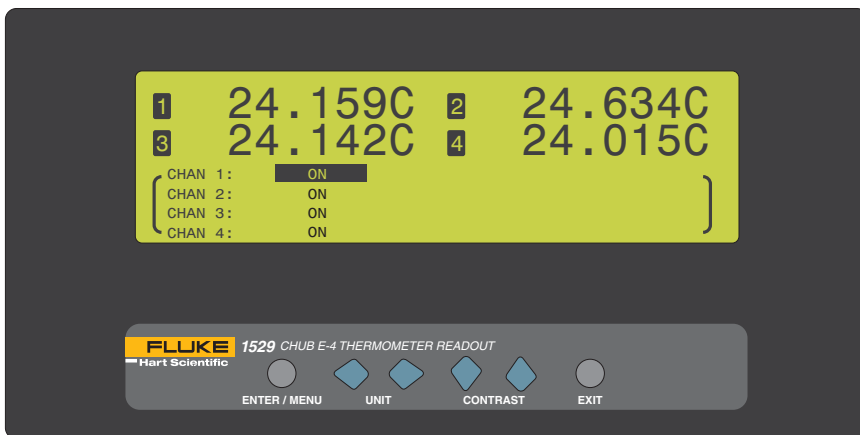 1 24.159C 2 24.634C
3 24.142C 4 24.015C
CHAN 1: ON
CHAN 2: ON
CHAN 3: ON
CHAN 4: ON
FLUKE 1529 CHUB E-4 THERMOMETER READOUT
Hart Scientific
ENTER / MENU UNIT CONTRAST EXIT